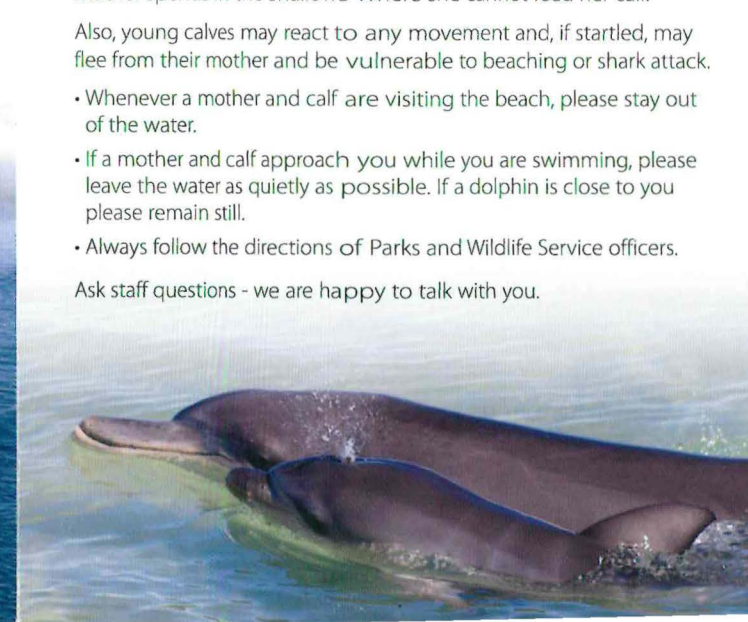 Also, young calves may react to any movement and, if startled, may
flee from their mother and be vulnerable to beaching or shark attack.
• Whenever a mother and calf are visiting the beach, please stay out
of the water.
• If a mother and calf approach you while you are swimming, please
leave the water as quietly as possible. If a dolphin is close to you
please remain still.
• Always follow the directions of Parks and Wildlife Service officers.
Ask staff questions - we are happy to talk with you.